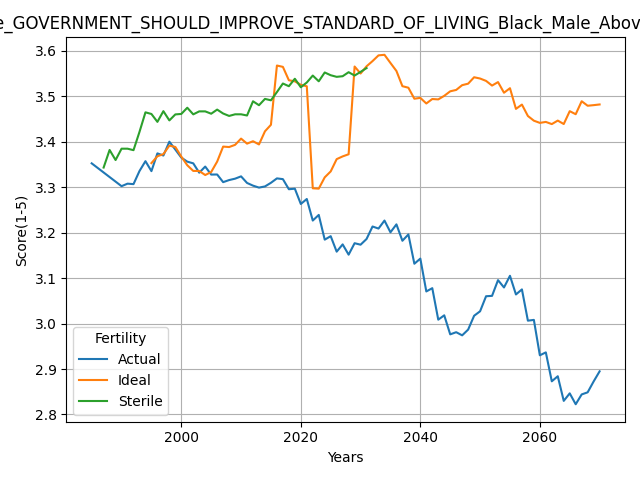 e_GOVERNMENT_SHOULD_IMPROVE_STANDARD_OF_LIVING_Black_Male_Abov
3.6
3.5
3.4
3.3
3.2
3.1
3.0
2.9
2.8
Score(1-5)
Fertility
Actual
Ideal
Sterile
2000 2020 2040 2060
Years